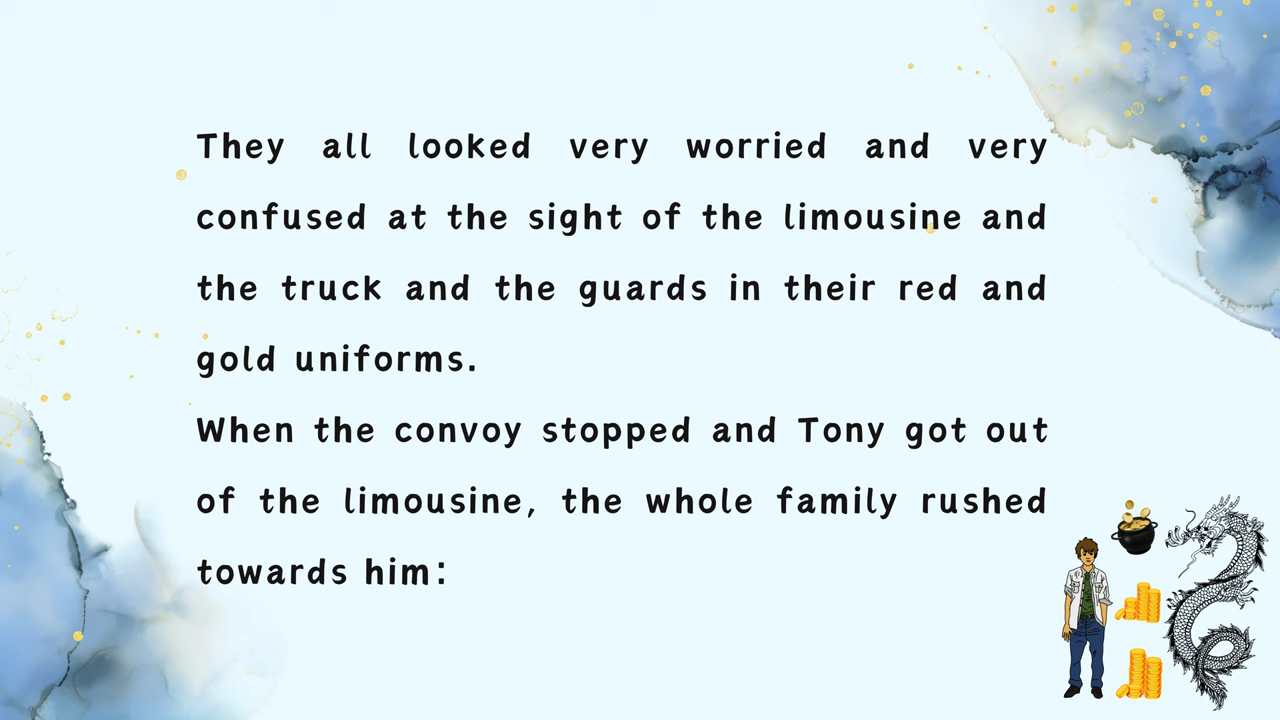 They all looked very worried and very
confused at the sight of the limousine and
the truck and the guards in their red and
gold uniforms.
When the convoy stopped and Tony got out
of the limousine, the whole family rushed
towards him: